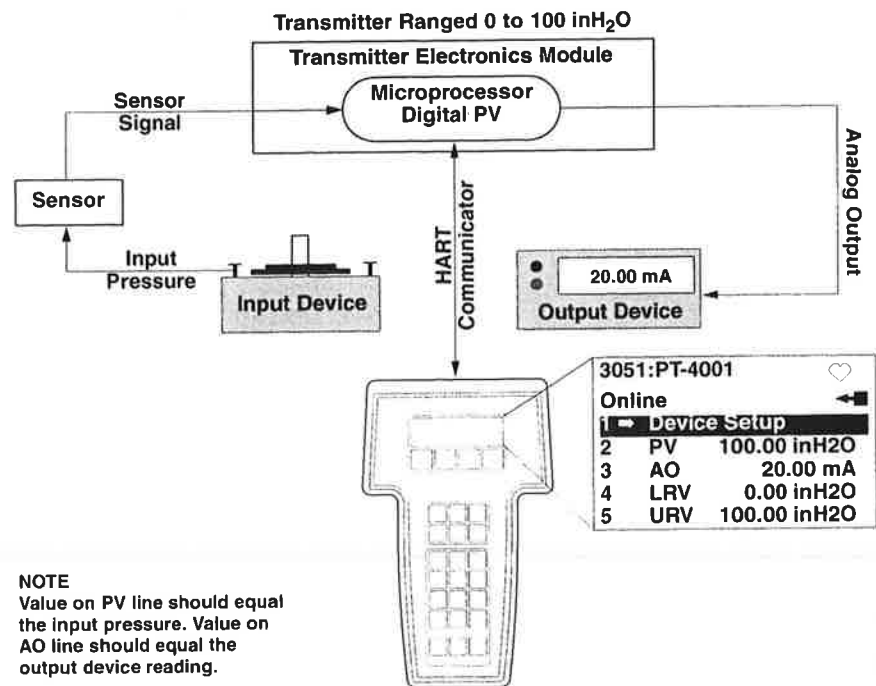 Transmitter Ranged 0 to 100 inH2O
Transmitter Electronics Module
Microprocessor
Digital PV
Sensor
Signal
Sensor
Input
Pressure
Input Device
HART
Communicator
Analog Output
20.00 mA
Output Device
3051:PT-4001
Online
1 Device Setup
2 PV 100.00 inH2O
3 AO 20.00 mA
4 LRV 0.00 inH2O
5 URV 100.00 inH2O
NOTE
Value on PV line should equal
the input pressure. Value on
AO line should equal the
output device reading.